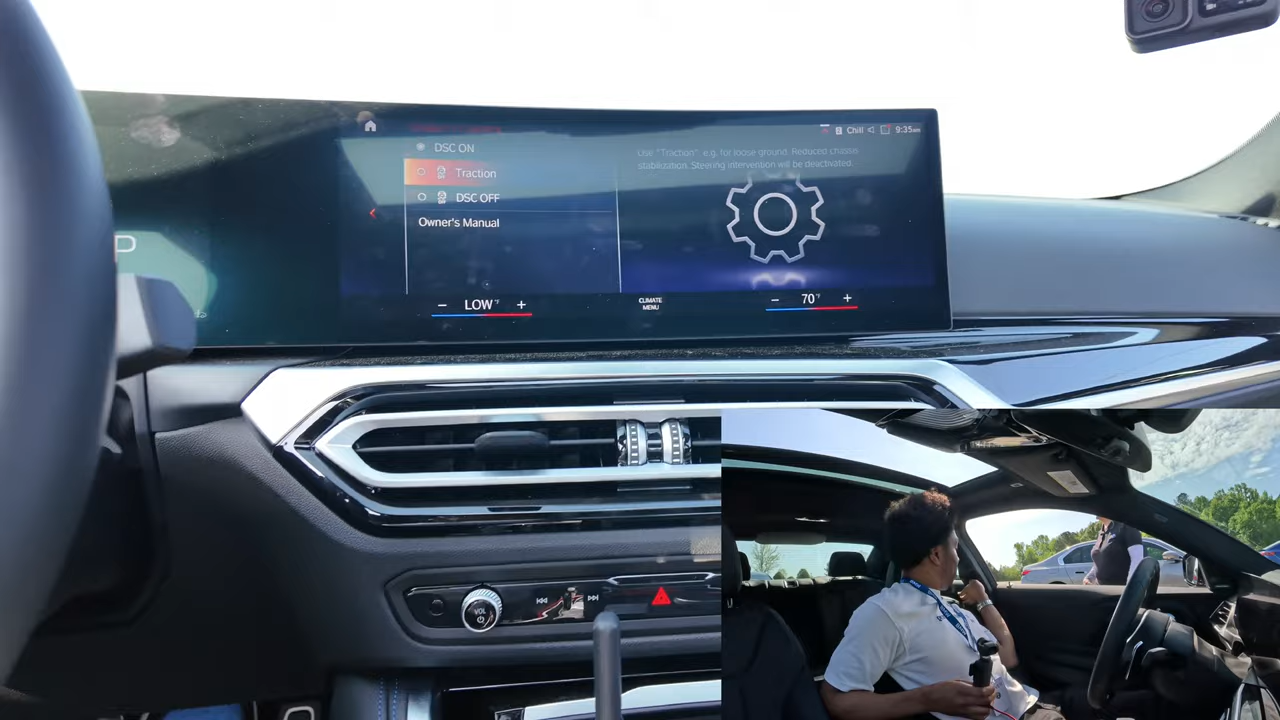 Chill 9:35AM
DSC ON
Traction
DSC OFF
Owner's Manual
Use "Traction" e.g. for loose ground. Reduced chassis
stabilization. Steering intervention will be deactivated.
P
− LOW °F +
CLIMATE
MENU
− 70 °F +
VOL